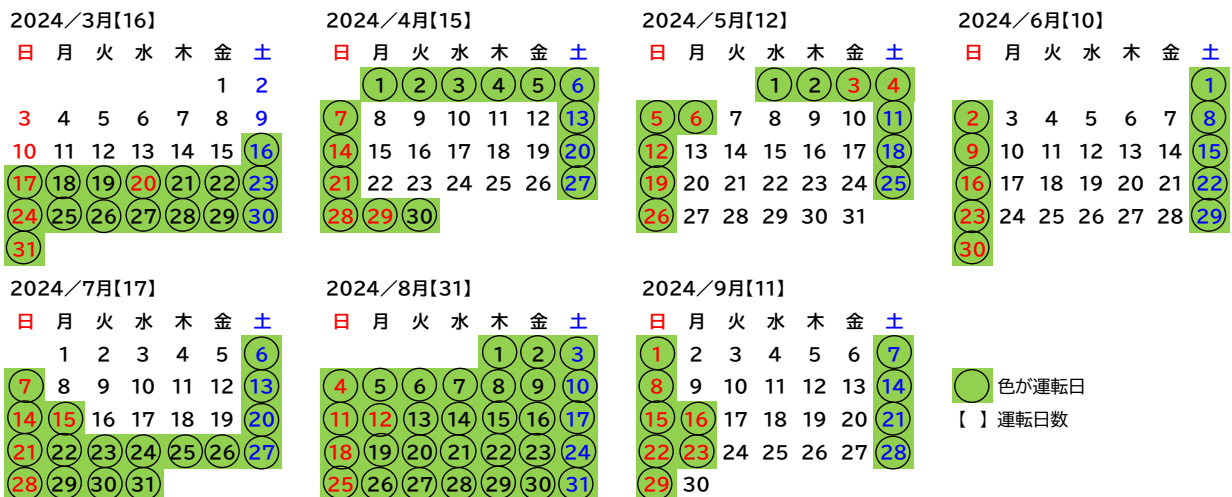 2024／3月【16】
日 月 火 水 木 金 土
1 2
3 4 5 6 7 8 9
10 11 12 13 14 15 16
17 18 19 20 21 22 23
24 25 26 27 28 29 30
31
2024／4月【15】
日 月 火 水 木 金 土
1 2 3 4 5 6
7 8 9 10 11 12 13
14 15 16 17 18 19 20
21 22 23 24 25 26 27
28 29 30
2024／5月【12】
日 月 火 水 木 金 土
1 2 3 4
5 6 7 8 9 10 11
12 13 14 15 16 17 18
19 20 21 22 23 24 25
26 27 28 29 30 31
2024／6月【10】
日 月 火 水 木 金 土
1
2 3 4 5 6 7 8
9 10 11 12 13 14 15
16 17 18 19 20 21 22
23 24 25 26 27 28 29
30
2024／7月【17】
日 月 火 水 木 金 土
1 2 3 4 5 6
7 8 9 10 11 12 13
14 15 16 17 18 19 20
21 22 23 24 25 26 27
28 29 30 31
2024／8月【31】
日 月 火 水 木 金 土
1 2 3
4 5 6 7 8 9 10
11 12 13 14 15 16 17
18 19 20 21 22 23 24
25 26 27 28 29 30 31
2024／9月【11】
日 月 火 水 木 金 土
1 2 3 4 5 6 7
8 9 10 11 12 13 14
15 16 17 18 19 20 21
22 23 24 25 26 27 28
29 30
色が運転日
【 】運転日数